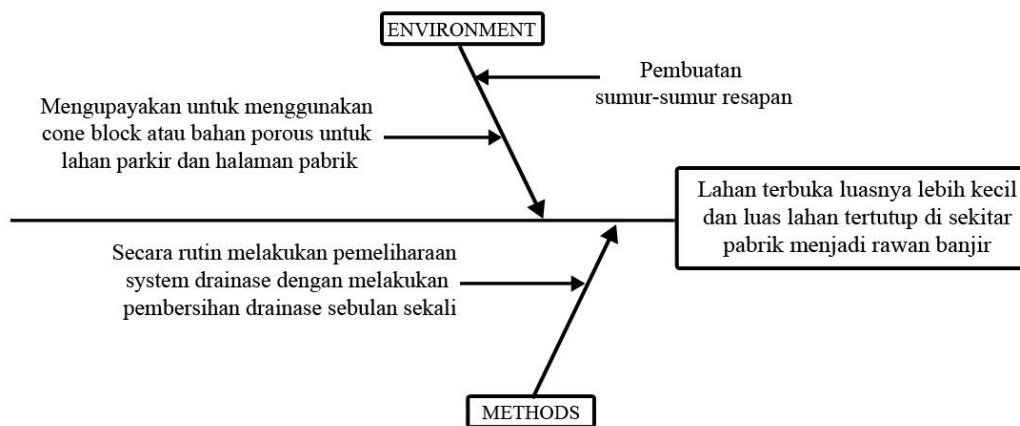 ENVIRONMENT
Pembuatan
sumur-sumur resapan
Mengupayakan untuk menggunakan
cone block atau bahan porous untuk
lahan parkir dan halaman pabrik
Lahan terbuka luasnya lebih kecil
dan luas lahan tertutup di sekitar
pabrik menjadi rawan banjir
Secara rutin melakukan pemeliharaan
system drainase dengan melakukan
pembersihan drainase sebulan sekali
METHODS